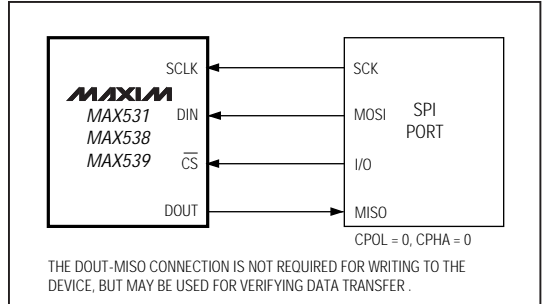 SCLK SCK
MAXIM
MAX531 DIN MOSI SPI
MAX538 PORT
MAX539 CS I/O
DOUT MISO
CPOL = 0, CPHA = 0
THE DOUT-MISO CONNECTION IS NOT REQUIRED FOR WRITING TO THE
DEVICE, BUT MAY BE USED FOR VERIFYING DATA TRANSFER .